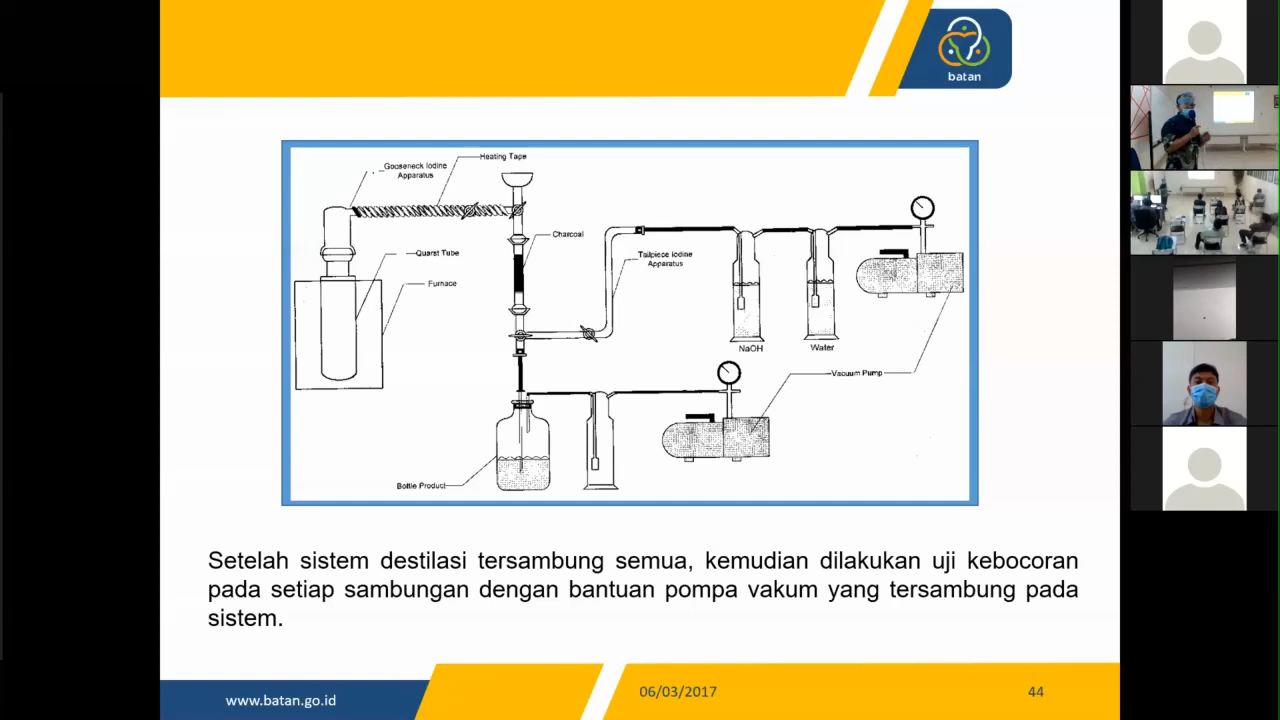 batan
Heating Tape
Gooseneck Iodine
Apparatus
Charcoal
Quarst Tube
Furnace
Tailpiece Iodine
Apparatus
NaOH
Water
Vacuum Pump
Bottle Product
Setelah sistem destilasi tersambung semua, kemudian dilakukan uji kebocoran
pada setiap sambungan dengan bantuan pompa vakum yang tersambung pada
sistem.
www.batan.go.id
06/03/2017
44